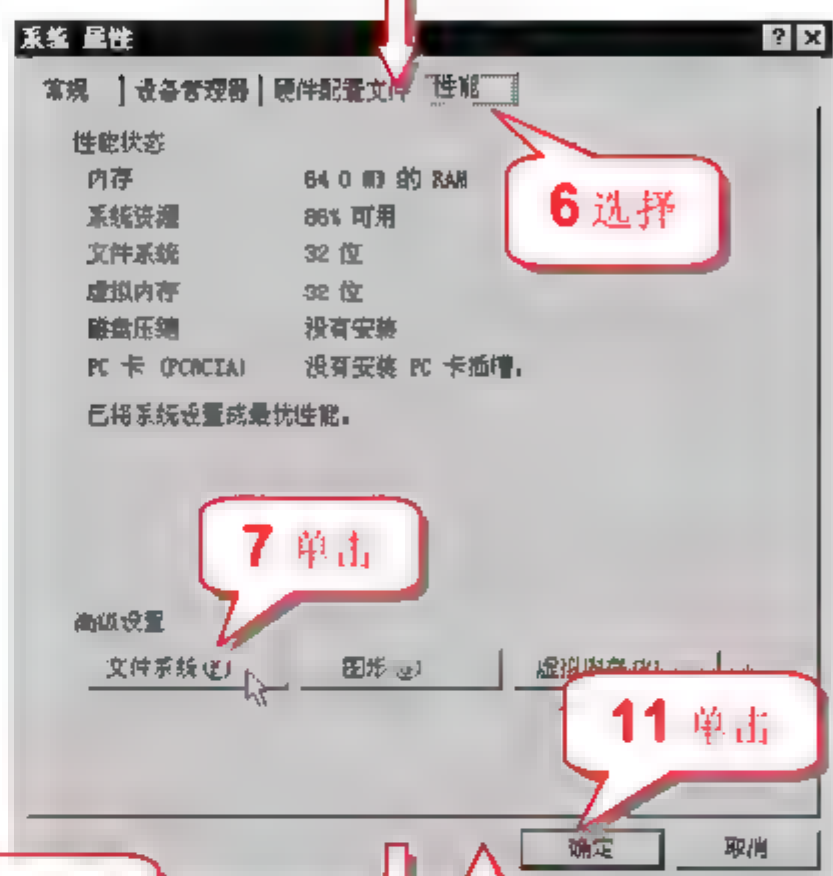 系统 属性
常规 设备管理器 硬件配置文件 性能
性能状态
内存 64.0 MB 的 RAM
系统资源 86% 可用
文件系统 32 位
虚拟内存 32 位
磁盘压缩 没有安装
PC 卡 (PCMCIA) 没有安装 PC 卡插槽。
已将系统设置成最优性能。
6 选择
7 单击
高级设置
文件系统(F) 图形(G) 虚拟内存(V)
11 单击
确定 取消